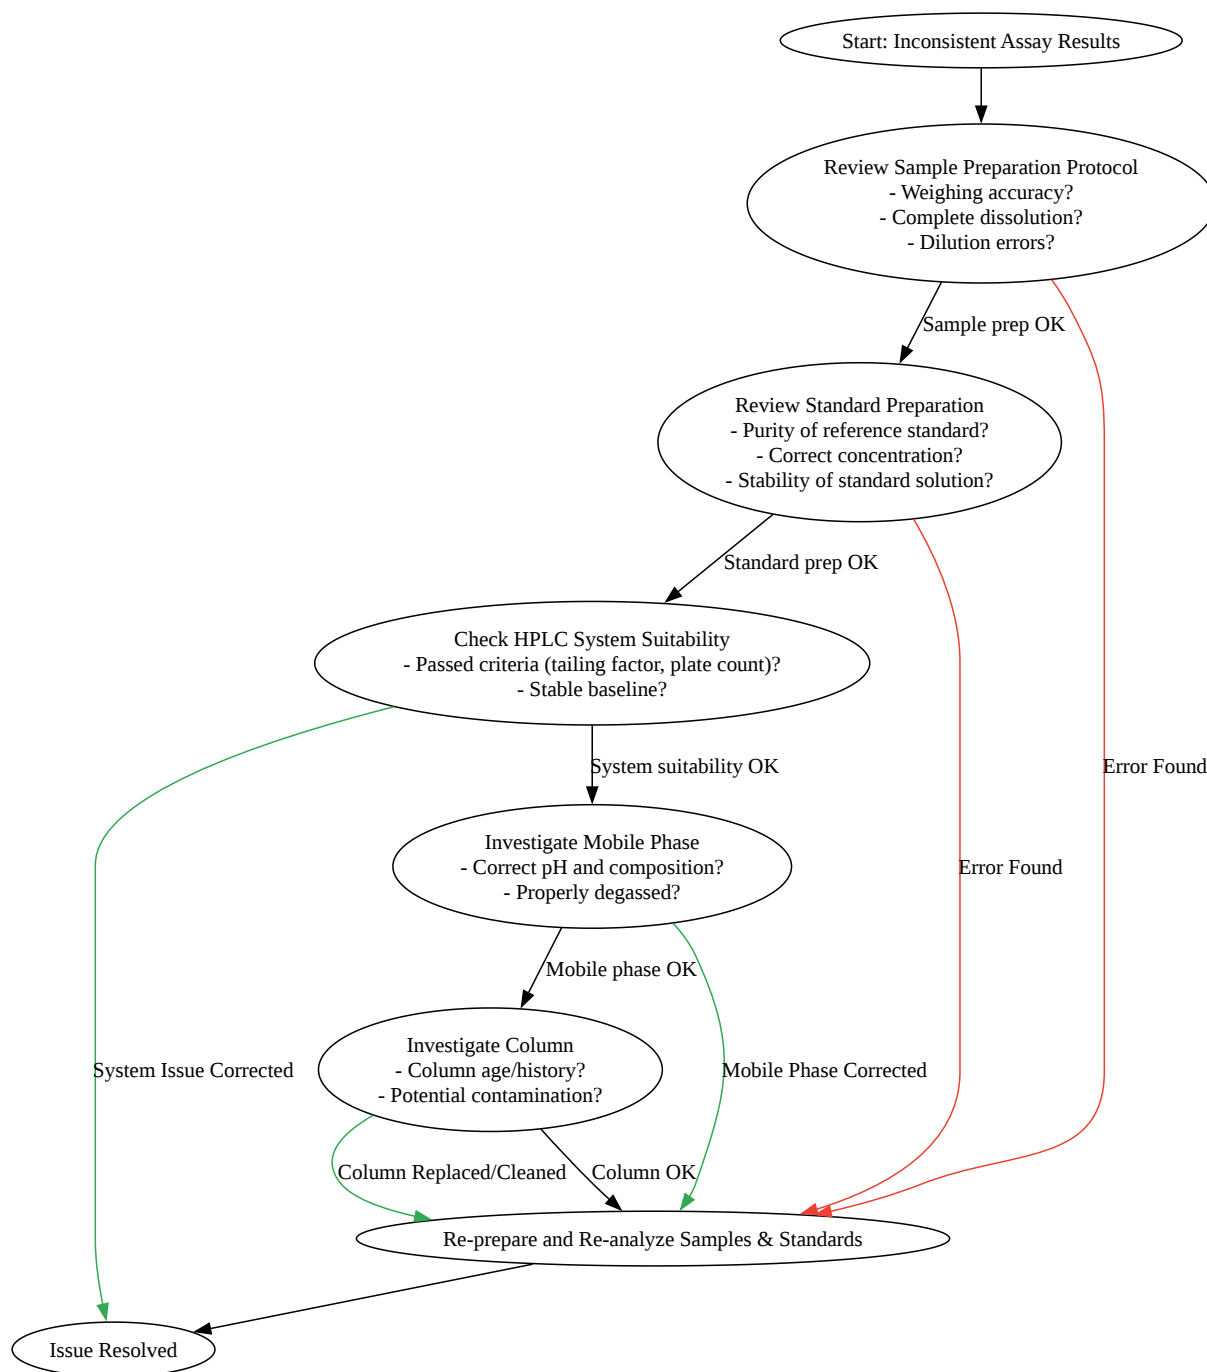 Start: Inconsistent Assay Results
Review Sample Preparation Protocol
- Weighing accuracy?
- Complete dissolution?
- Dilution errors?
Sample prep OK
Review Standard Preparation
- Purity of reference standard?
- Correct concentration?
- Stability of standard solution?
Standard prep OK
Check HPLC System Suitability
- Passed criteria (tailing factor, plate count)?
- Stable baseline?
System suitability OK
Error Found
Investigate Mobile Phase
- Correct pH and composition?
- Properly degassed?
Error Found
Mobile phase OK
Investigate Column
- Column age/history?
- Potential contamination?
System Issue Corrected
Mobile Phase Corrected
Column Replaced/Cleaned
Column OK
Re-prepare and Re-analyze Samples & Standards
Issue Resolved